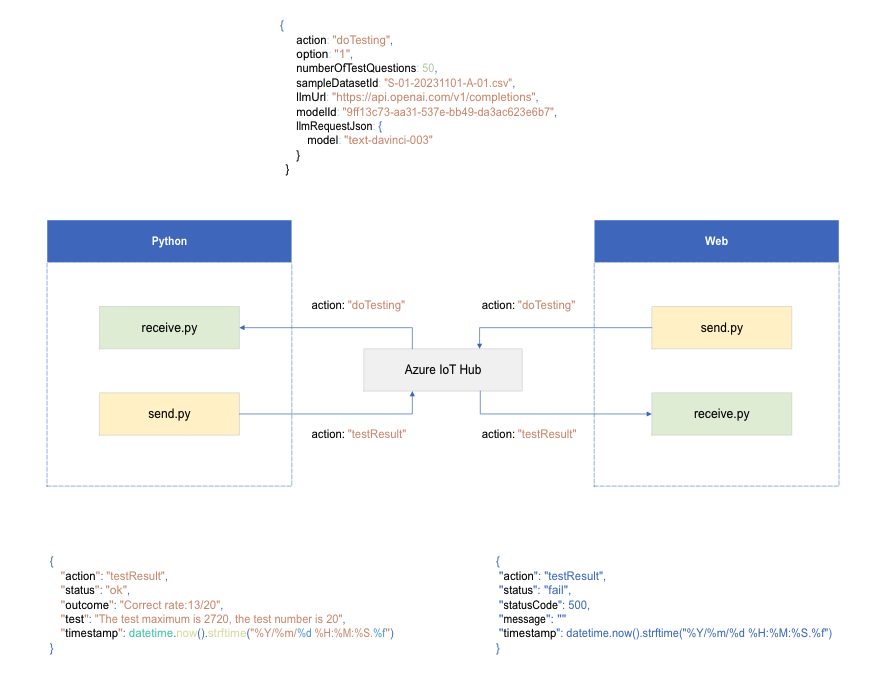 {
action: "doTesting",
option: "1",
numberOfTestQuestions: 50,
sampleDatasetId: "S-01-20231101-A-01.csv",
llmUrl: "https://api.openai.com/v1/completions",
modelId: "9ff13c73-aa31-537e-bb49-da3ac623e6b7",
llmRequestJson: {
model: "text-davinci-003"
}
}
Python
Web
action: "doTesting"
action: "doTesting"
receive.py
send.py
Azure IoT Hub
send.py
receive.py
action: "testResult"
action: "testResult"
{
"action": "testResult",
"status": "ok",
"outcome": "Correct rate:13/20",
"test": "The test maximum is 2720, the test number is 20",
"timestamp": datetime.now().strftime("%Y/%m/%d %H:%M:%S.%f")
}
{
"action": "testResult",
"status": "fail",
"statusCode": 500,
"message": ""
"timestamp": datetime.now().strftime("%Y/%m/%d %H:%M:%S.%f")
}